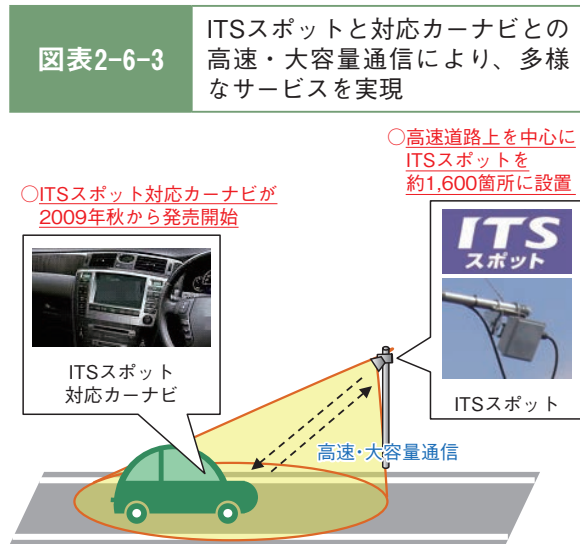 図表2-6-3
ITSスポットと対応カーナビとの
高速・大容量通信により、多様
なサービスを実現
○高速道路上を中心に
ITSスポットを
約1,600箇所に設置
○ITSスポット対応カーナビが
2009年秋から発売開始
ITS
スポット
ITSスポット
対応カーナビ
ITSスポット
高速・大容量通信